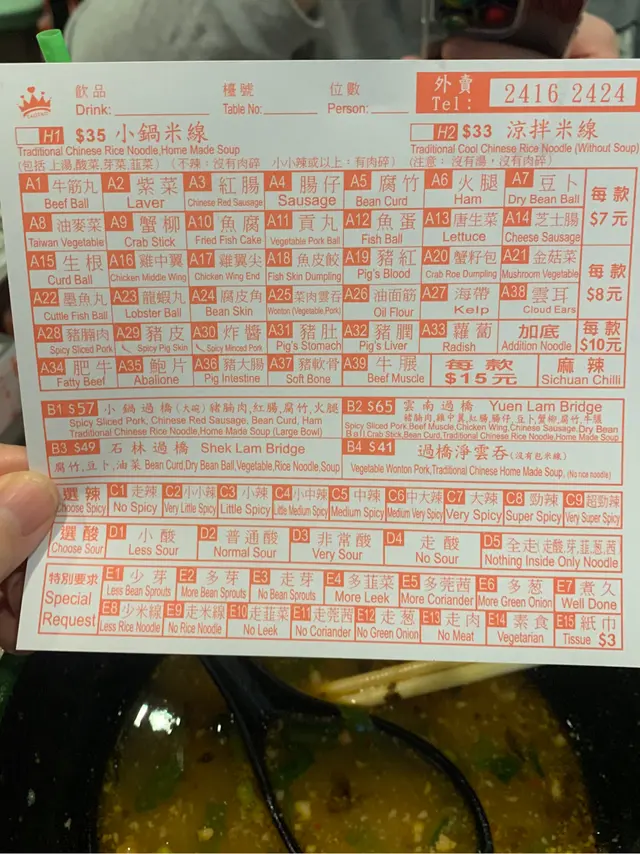 飲品 檯號 位數 外賣
Drink: Table No: Person: Tel: 2416 2424
H1 $35 小鍋米線 H2 $33 涼拌米線
Traditional Chinese Rice Noodle,Home Made Soup Traditional Cool Chinese Rice Noodle (Without Soup)
(包括 上湯,酸菜,芽菜,韮菜) (不辣:沒有肉碎 小小辣或以上:有肉碎) (注意: 沒有湯,沒有肉碎)
A1 牛筋丸 A2 紫菜 A3 紅腸 A4 腸仔 A5 腐竹 A6 火腿 A7 豆卜 每款
Beef Ball Laver Chinese Red Sausage Sausage Bean Curd Ham Dry Bean Ball $7元
A8 油麥菜 A9 蟹柳 A10 魚腐 A11 貢丸 A12 魚蛋 A13 唐生菜 A14 芝士腸
Taiwan Vegetable Crab Stick Fried Fish Cake Vegetable Pork Ball Fish Ball Lettuce Cheese Sausage
A15 生根 A16 雞中翼 A17 雞翼尖 A18 魚皮餃 A19 豬紅 A20 蟹籽包 A21 金菇菜 每款
Curd Ball Chicken Middle Wing Chicken Wing End Fish Skin Dumpling Pig's Blood Crab Roe Dumpling Mushroom Vegetable $8元
A22 墨魚丸 A23 龍蝦丸 A24 腐皮角 A25 菜肉雲吞 A26 油面筋 A27 海帶 A38 雲耳
Cuttle Fish Ball Lobster Ball Bean Skin Wonton (Vegetable,Pork) Oil Flour Kelp Cloud Ears
A28 豬腩肉 A29 豬皮 A30 炸醬 A31 豬肚 A32 豬膶 A33 蘿蔔 加底 每款
Spicy Sliced Pork Spicy Pig Skin Spicy Minced Pork Pig's Stomach Pig's Liver Radish Addition Noodle $10元
A34 肥牛 A35 鮑片 A36 豬大腸 A37 豬軟骨 A39 牛𦟌 每款 麻辣
Fatty Beef Abalone Pig Intestine Soft Bone Beef Muscle $15元 Sichuan Chilli
B1 $57 小鍋過橋(大碗) 豬腩肉,紅腸,腐竹,火腿 B2 $65 雲南過橋 Yuen Lam Bridge
Spicy Sliced Pork, Chinese Red Sausage, Bean Curd, Ham 豬腩肉,雞中翼,紅腸,腸仔,豆卜,蟹柳,腐竹,牛𦟌
Traditional Chinese Rice Noodle,Home Made Soup (Large Bowl) Spicy Sliced Pork,Beef Muscle,Chicken Wing,Chinese Sausage,Dry Bean Ball,Crab Stick,Bean Curd,Traditional Chinese Rice Noodle,Home Made Soup
B3 $49 石林過橋 Shek Lam Bridge B4 $41 過橋淨雲吞(沒有包米線)
腐竹,豆卜,油菜 Bean Curd,Dry Bean Ball,Vegetable,Rice Noodle,Soup Vegetable Wonton Pork,Traditional Chinese Home Made Soup, (No rice noodle)
選辣 C1 走辣 C2 小小辣 C3 小辣 C4 小中辣 C5 中辣 C6 中大辣 C7 大辣 C8 勁辣 C9 超勁辣
Choose Spicy No Spicy Very Little Spicy Little Spicy Little Medium Spicy Medium Spicy Medium Very Spicy Very Spicy Super Spicy Very Super Spicy
選酸 D1 小酸 D2 普通酸 D3 非常酸 D4 走酸 D5 全走(走酸,芽,韮,葱,茜)
Choose Sour Less Sour Normal Sour Very Sour No Sour Nothing Inside Only Noodle
特別要求 E1 少芽 E2 多芽 E3 走芽 E4 多韮菜 E5 多莞茜 E6 多葱 E7 煮久
Special Less Bean Sprouts More Bean Sprouts No Bean Sprouts More Leek More Coriander More Green Onion Well Done
Request E8 少米線 E9 走米線 E10 走韮菜 E11 走莞茜 E12 走葱 E13 走肉 E14 素食 E15 紙巾
Less Rice Noodle No Rice Noodle No Leek No Coriander No Green Onion No Meat Vegetarian Tissue $3